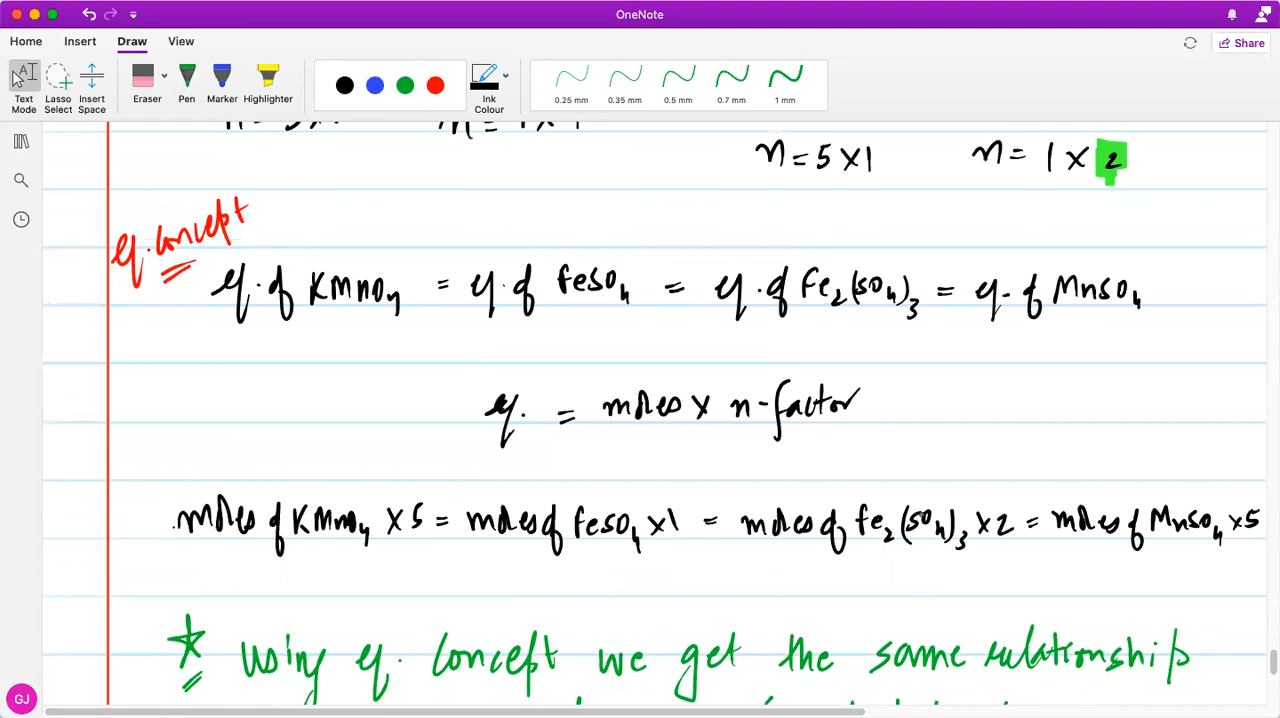 OneNote
Home Insert Draw View
Share
Text Mode
Lasso Select
Insert Space
Eraser
Pen
Marker
Highlighter
Ink Colour
0.25 mm 0.35 mm 0.5 mm 0.7 mm 1 mm
n = 5 x 1 n = 1 x 2
eq. concept
eq. of KMnO4 = eq. of FeSO4 = eq. of Fe2(SO4)3 = eq. of MnSO4
eq. = moles x n-factor
moles of KMnO4 x 5 = moles of FeSO4 x 1 = moles of Fe2(SO4)3 x 2 = moles of MnSO4 x 5
* using eq. concept we get the same relationship
GJ